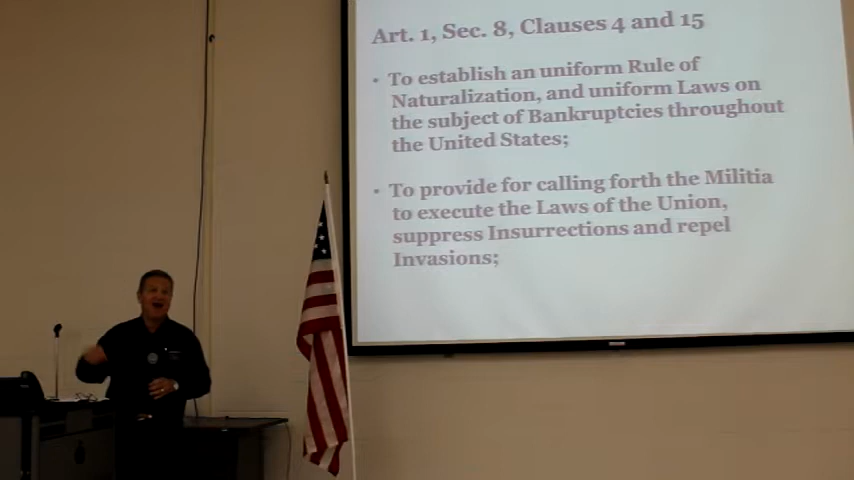 Art. 1, Sec. 8, Clauses 4 and 15
• To establish an uniform Rule of
Naturalization, and uniform Laws on
the subject of Bankruptcies throughout
the United States;
• To provide for calling forth the Militia
to execute the Laws of the Union,
suppress Insurrections and repel
Invasions;